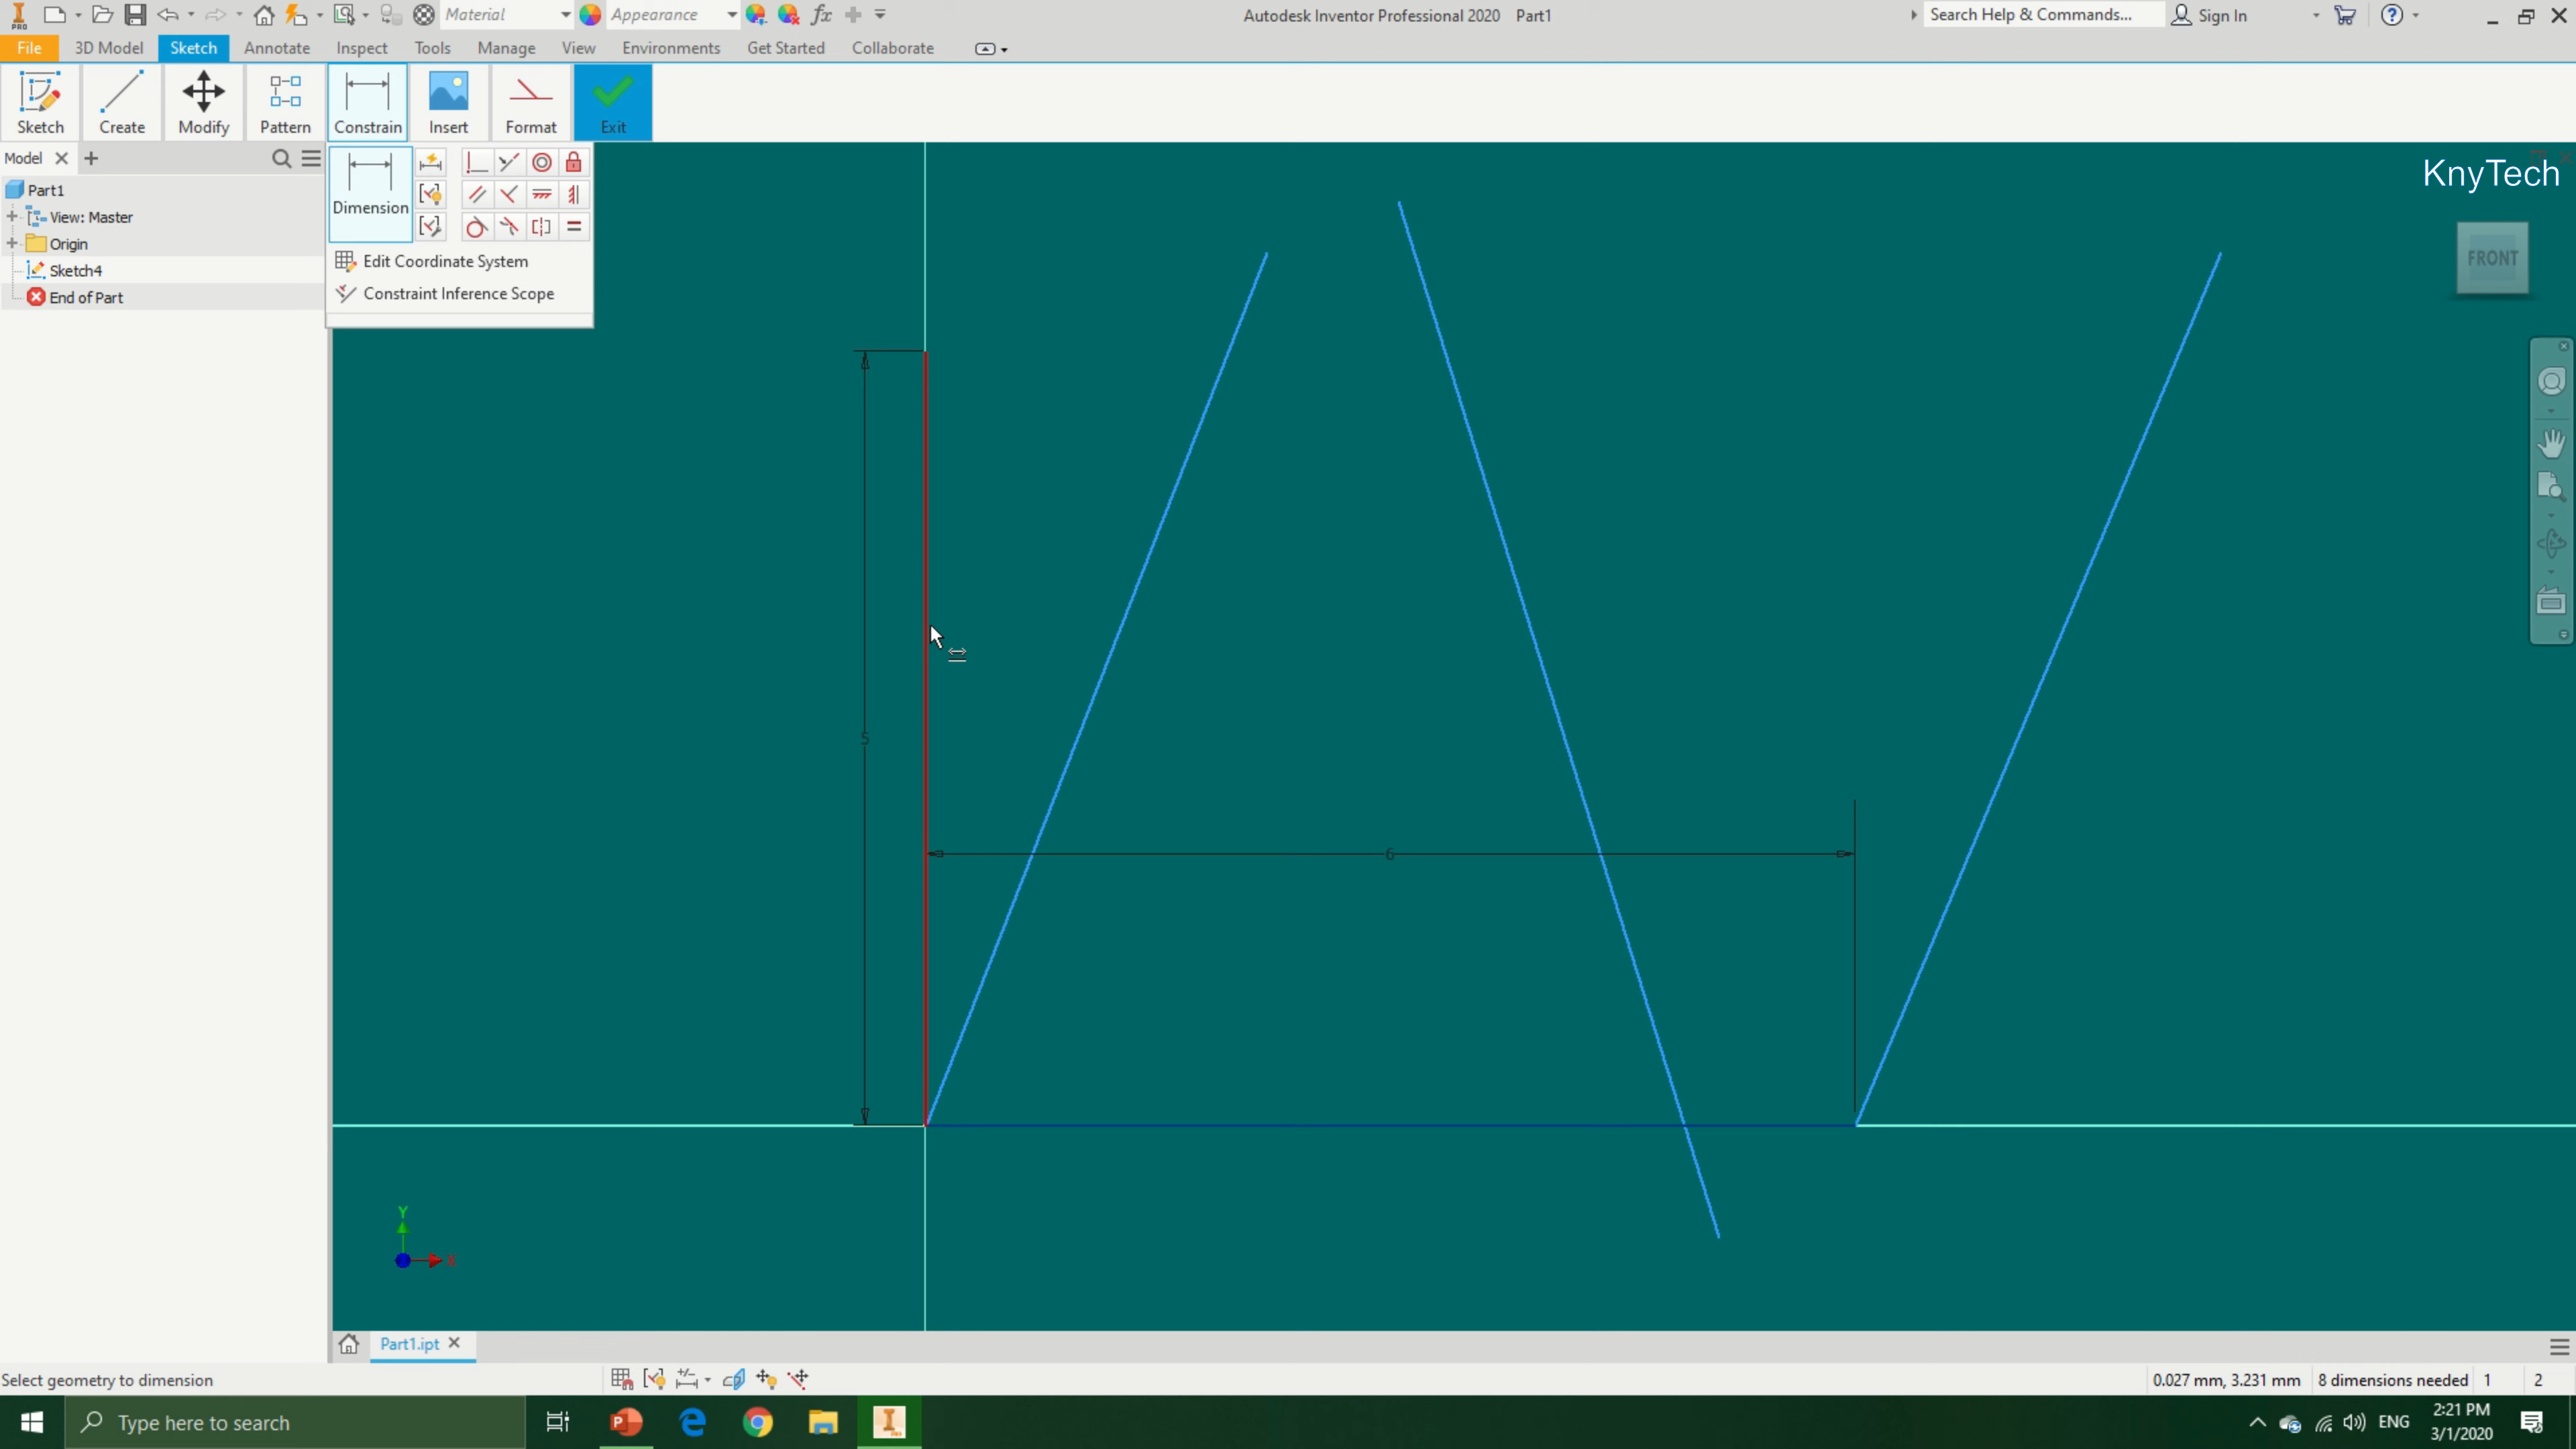 Material
Appearance
fx
Autodesk Inventor Professional 2020 Part1
Search Help & Commands...
Sign In
File
3D Model
Sketch
Annotate
Inspect
Tools
Manage
View
Environments
Get Started
Collaborate
Sketch
Create
Modify
Pattern
Constrain
Insert
Format
Exit
Model
Part1
View: Master
Origin
Sketch4
End of Part
Dimension
Edit Coordinate System
Constraint Inference Scope
KnyTech
FRONT
5
6
Y
X
Part1.ipt
Select geometry to dimension
0.027 mm, 3.231 mm
8 dimensions needed
1
2
Type here to search
ENG
2:21 PM
3/1/2020